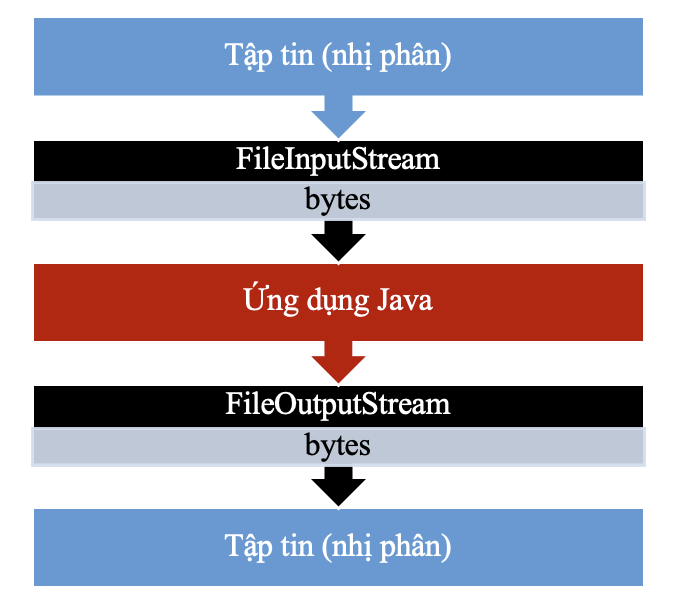 Tập tin (nhị phân)
FileInputStream
bytes
Ứng dụng Java
FileOutputStream
bytes
Tập tin (nhị phân)